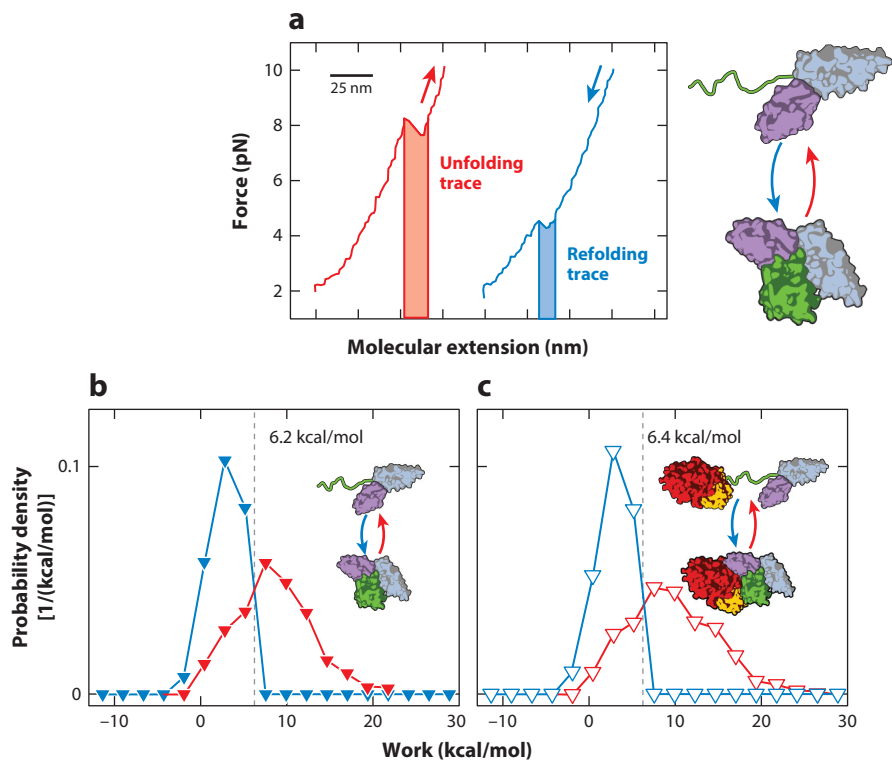 a
10
8
6
4
2
Force (pN)
25 nm
Unfolding
trace
Refolding
trace
Molecular extension (nm)
b
6.2 kcal/mol
0.1
0
Probability density
[1/(kcal/mol)]
–10
0
10
20
30
c
6.4 kcal/mol
–10
0
10
20
30
Work (kcal/mol)